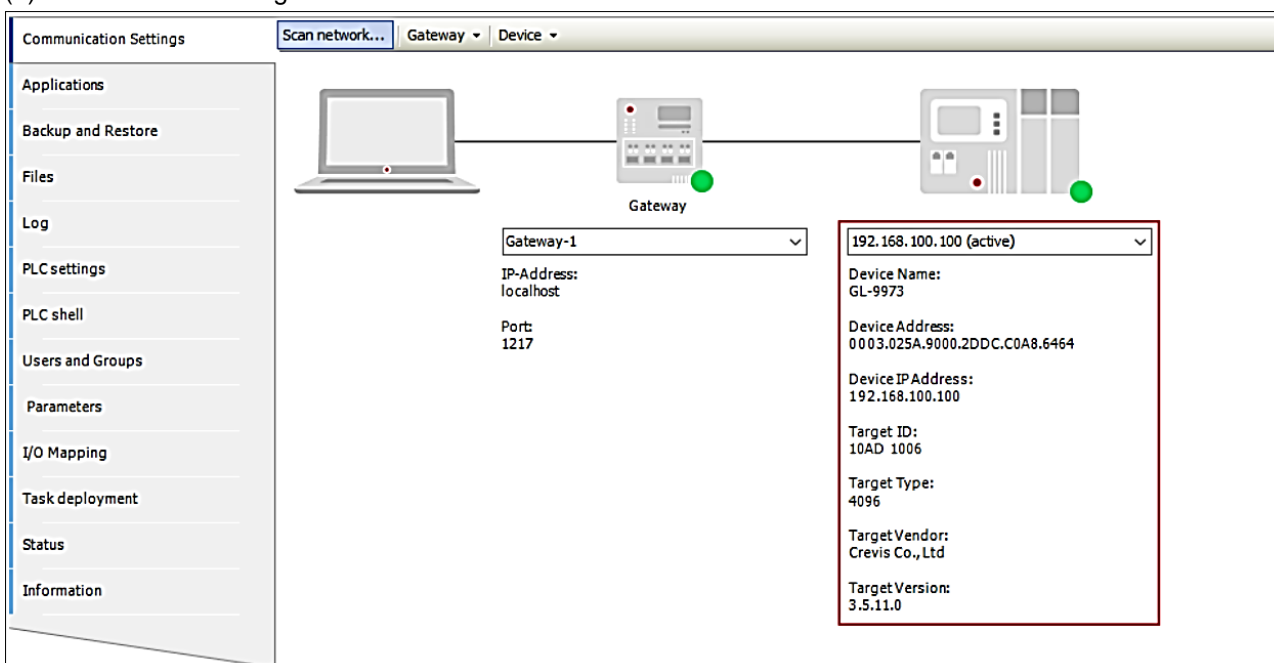 Communication Settings
Applications
Backup and Restore
Files
Log
PLC settings
PLC shell
Users and Groups
Parameters
I/O Mapping
Task deployment
Status
Information
Scan network...
Gateway
Device
Gateway
Gateway-1
IP-Address:
localhost
Port:
1217
192.168.100.100 (active)
Device Name:
GL-9973
Device Address:
0003.025A.9000.2DDC.C0A8.6464
Device IP Address:
192.168.100.100
Target ID:
10AD 1006
Target Type:
4096
Target Vendor:
Crevis Co., Ltd
Target Version:
3.5.11.0